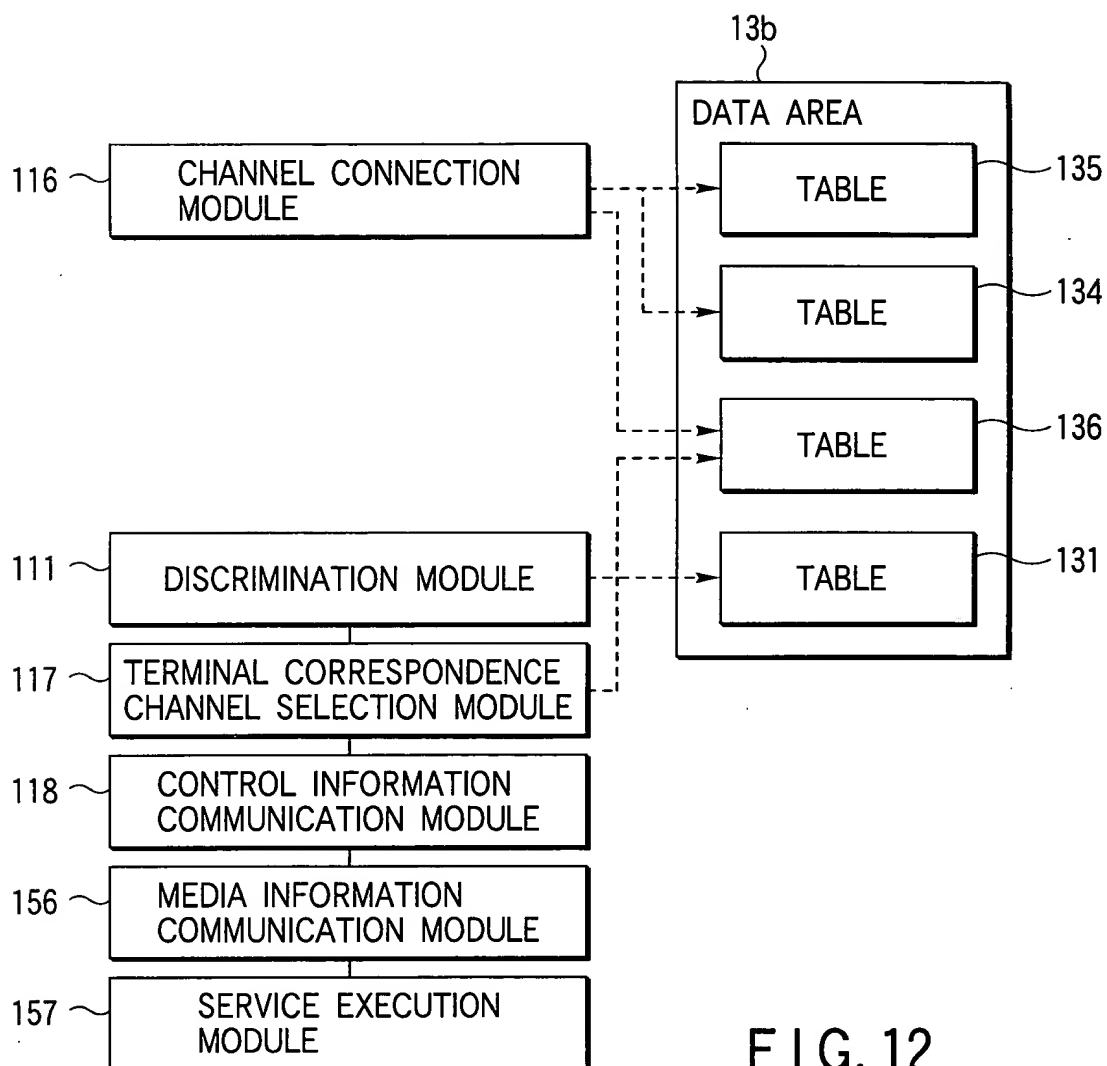 13b
DATA AREA
116
CHANNEL CONNECTION
MODULE
TABLE
135
TABLE
134
TABLE
136
111
DISCRIMINATION MODULE
TABLE
131
117
TERMINAL CORRESPONDENCE
CHANNEL SELECTION MODULE
118
CONTROL INFORMATION
COMMUNICATION MODULE
156
MEDIA INFORMATION
COMMUNICATION MODULE
157
SERVICE EXECUTION
MODULE
FIG. 12